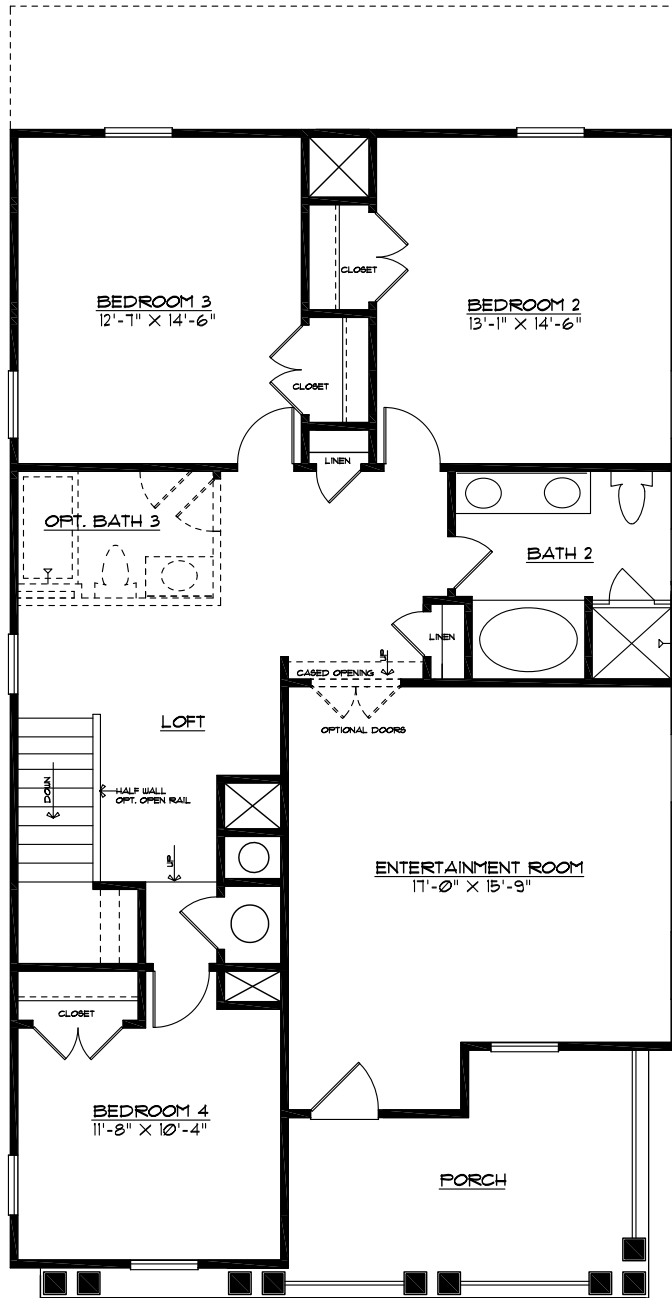 CLOSET
BEDROOM 3
12'-7" X 14'-6"
BEDROOM 2
13'-1" X 14'-6"
CLOSET
LINEN
OPT. BATH 3
BATH 2
LINEN
UP
CASED OPENING
LOFT
OPTIONAL DOORS
DOWN
HALF WALL
OPT. OPEN RAIL
UP
ENTERTAINMENT ROOM
17'-0" X 15'-9"
CLOSET
BEDROOM 4
11'-8" X 10'-4"
PORCH